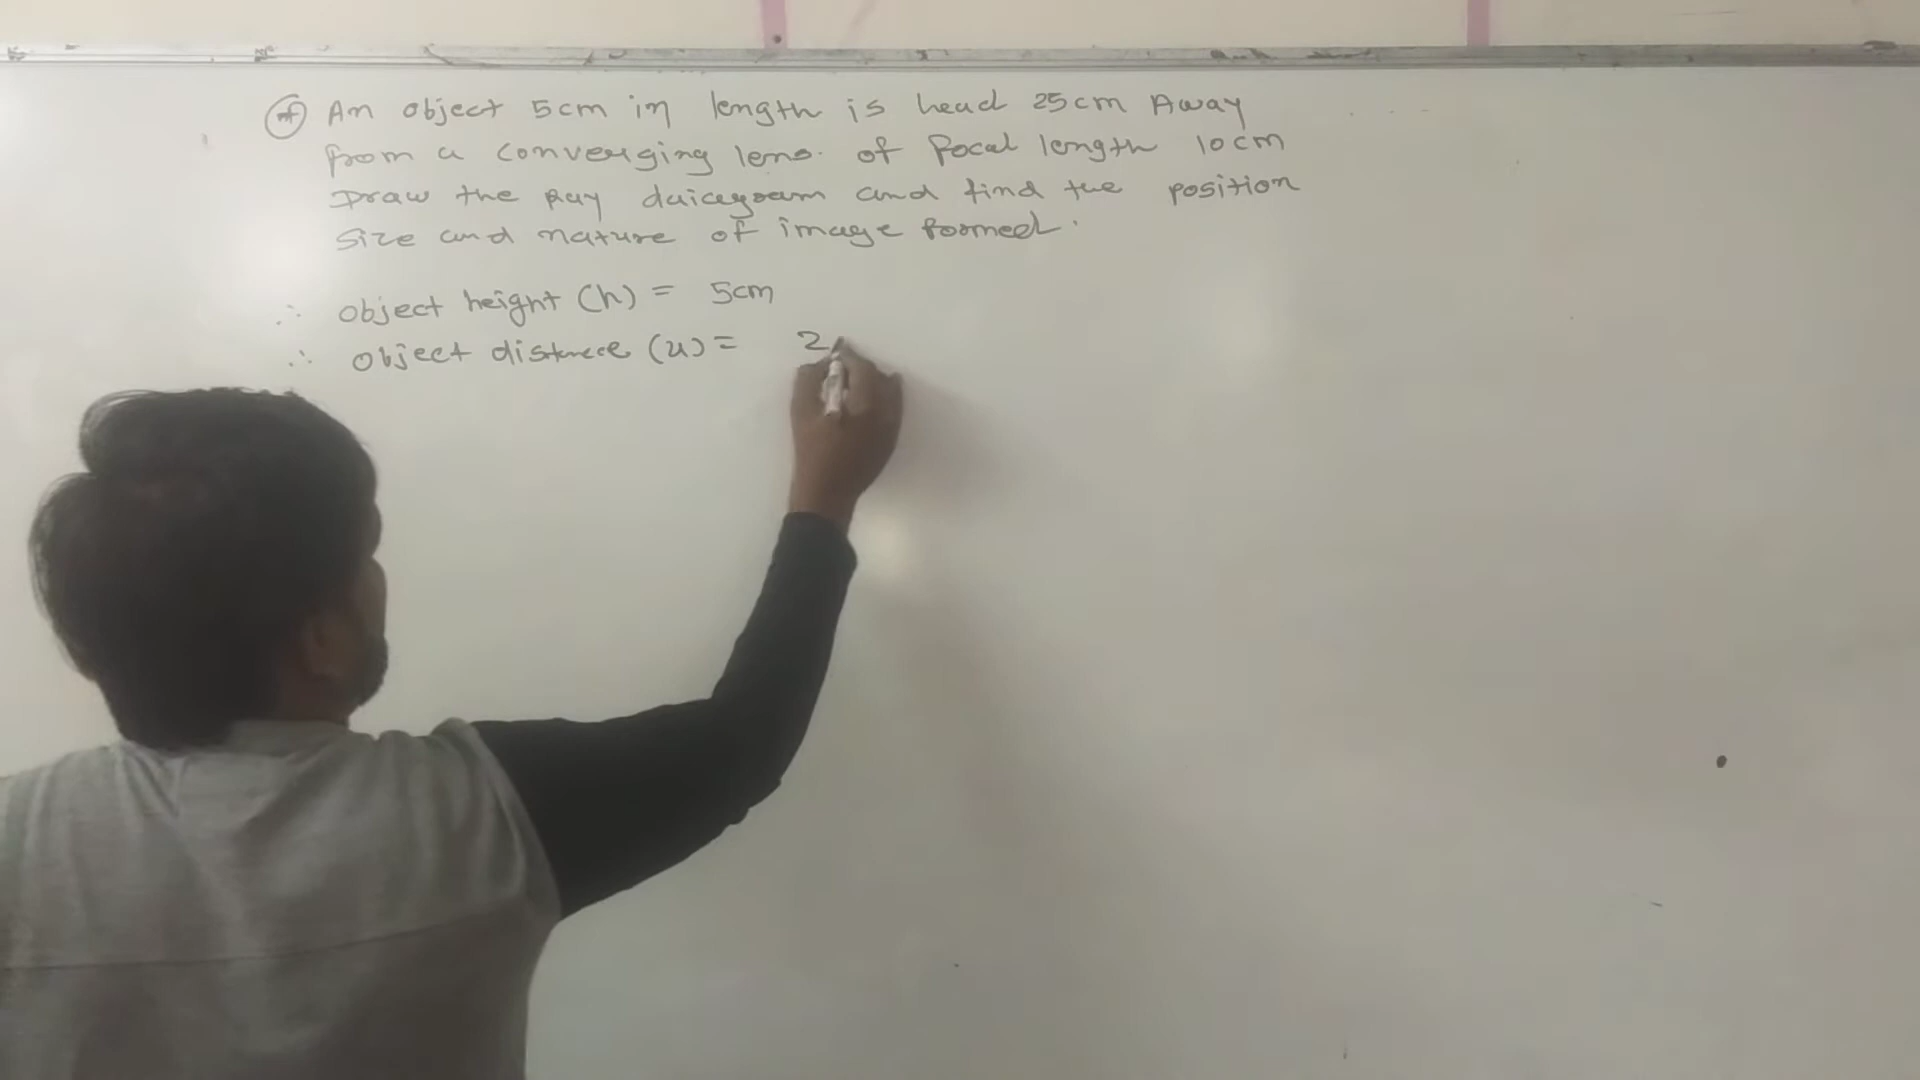 An object 5cm in length is head 25cm Away
from a converging lens. of focal length 10cm
Draw the Ray daicgram and find the position
Size and nature of image formed.
∴ object height (h) = 5cm
∴ object distance (u) = 2